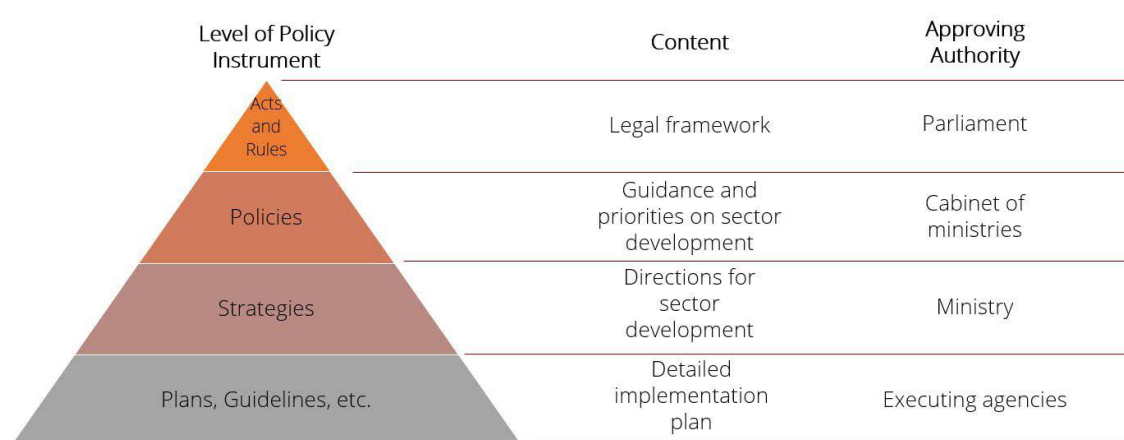 Level of Policy
Instrument
Content
Approving
Authority
Acts
and
Rules
Legal framework
Parliament
Policies
Guidance and
priorities on sector
development
Cabinet of
ministries
Strategies
Directions for
sector
development
Ministry
Plans, Guidelines, etc.
Detailed
implementation
plan
Executing agencies